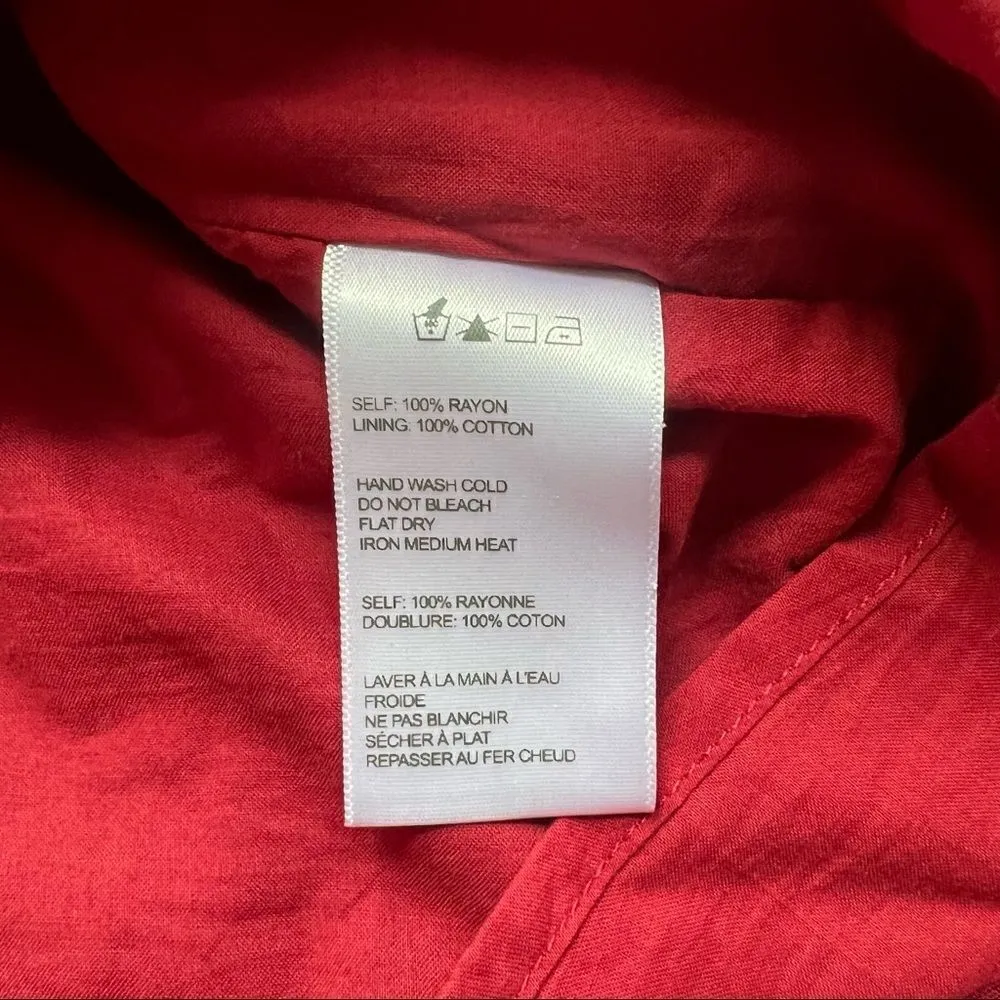 SELF: 100% RAYON
LINING: 100% COTTON
HAND WASH COLD
DO NOT BLEACH
FLAT DRY
IRON MEDIUM HEAT
SELF: 100% RAYONNE
DOUBLURE: 100% COTON
LAVER À LA MAIN À L'EAU
FROIDE
NE PAS BLANCHIR
SÉCHER À PLAT
REPASSER AU FER CHEUD